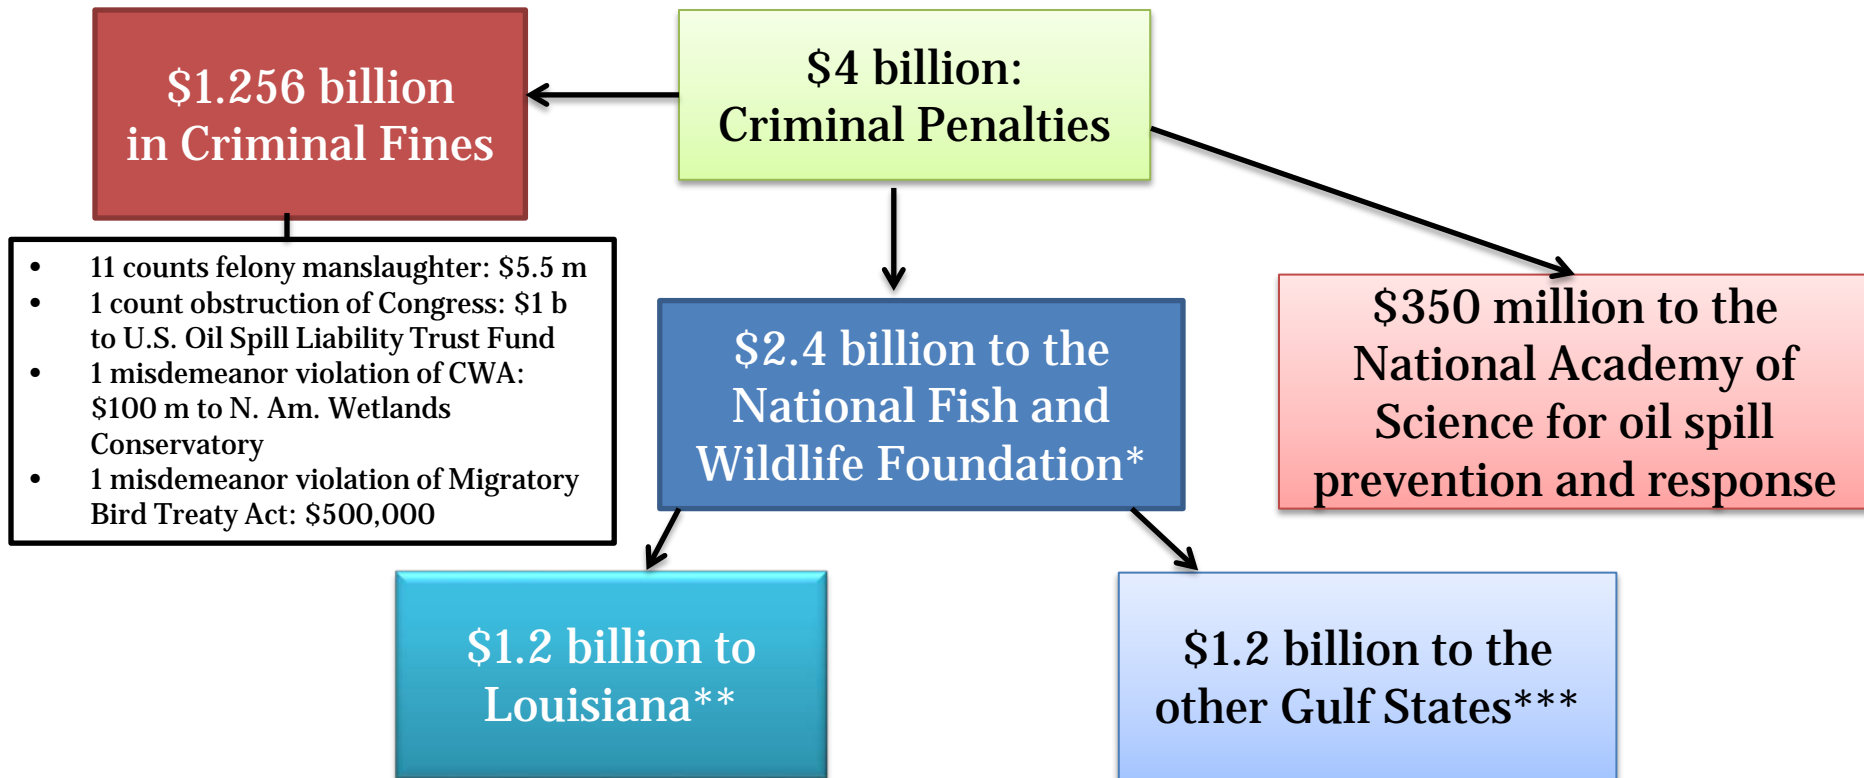 $1.256 billion
in Criminal Fines
$4 billion:
Criminal Penalties
• 11 counts felony manslaughter: $5.5 m
• 1 count obstruction of Congress: $1 b
to U.S. Oil Spill Liability Trust Fund
• 1 misdemeanor violation of CWA:
$100 m to N. Am. Wetlands
Conservatory
• 1 misdemeanor violation of Migratory
Bird Treaty Act: $500,000
$2.4 billion to the
National Fish and
Wildlife Foundation*
$350 million to the
National Academy of
Science for oil spill
prevention and response
$1.2 billion to
Louisiana**
$1.2 billion to the
other Gulf States***